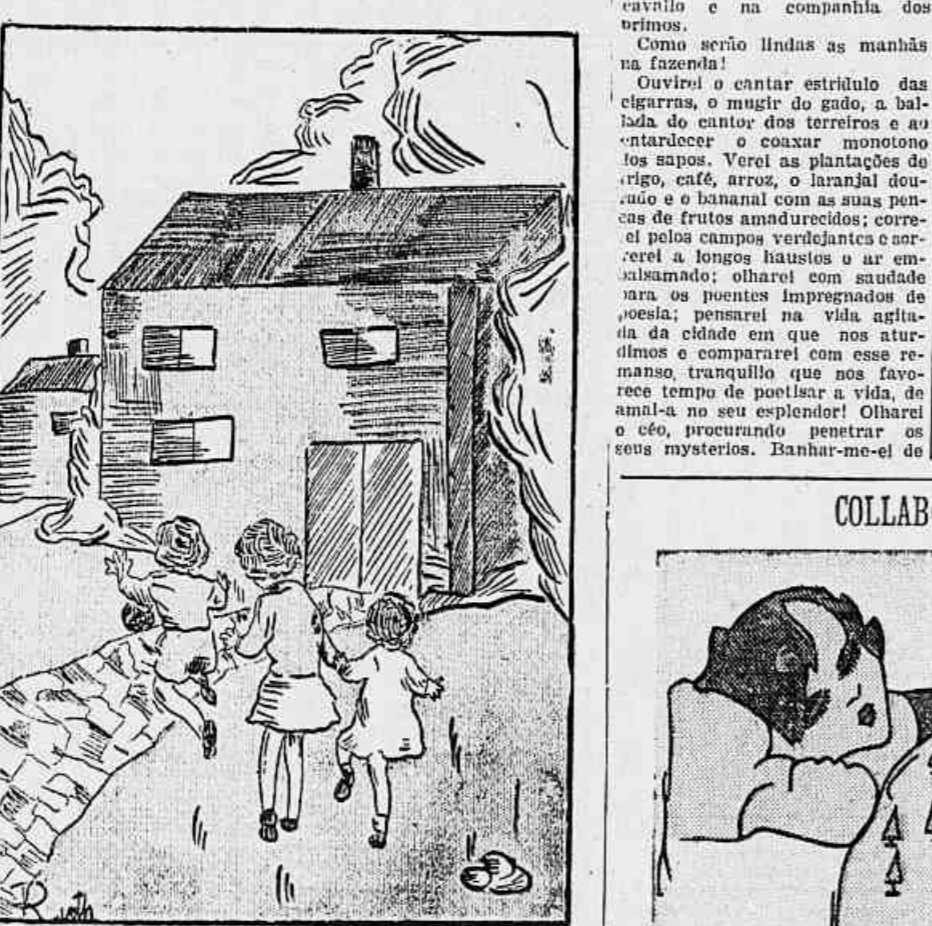 cavallo e na companhia dos
primos.
Como serão lindas as manhãs
na fazenda!
Ouvirei o cantar estridulo das
cigarras, o mugir do gado, a bal-
lada do cantor dos terreiros e ao
entardecer o coaxar monotono
dos sapos. Verei as plantações de
trigo, café, arroz, o laranjal dou-
rado e o bananal com as suas pen-
cas de frutos amadurecidos; corre-
ei pelos campos verdejantes e sor-
verei a longos haustos o ar em-
balsamado; olharei com saudade
para os poentes impregnados de
poesia; pensarei na vida agita-
da da cidade em que nos atur-
dimos e compararei com esse re-
manso, tranquillo que nos favo-
rece tempo de poetisar a vida, de
amal-a no seu esplendor! Olharei
o céo, procurando penetrar os
seus mysterios. Banhar-me-ei de
COLLAB
Ruth